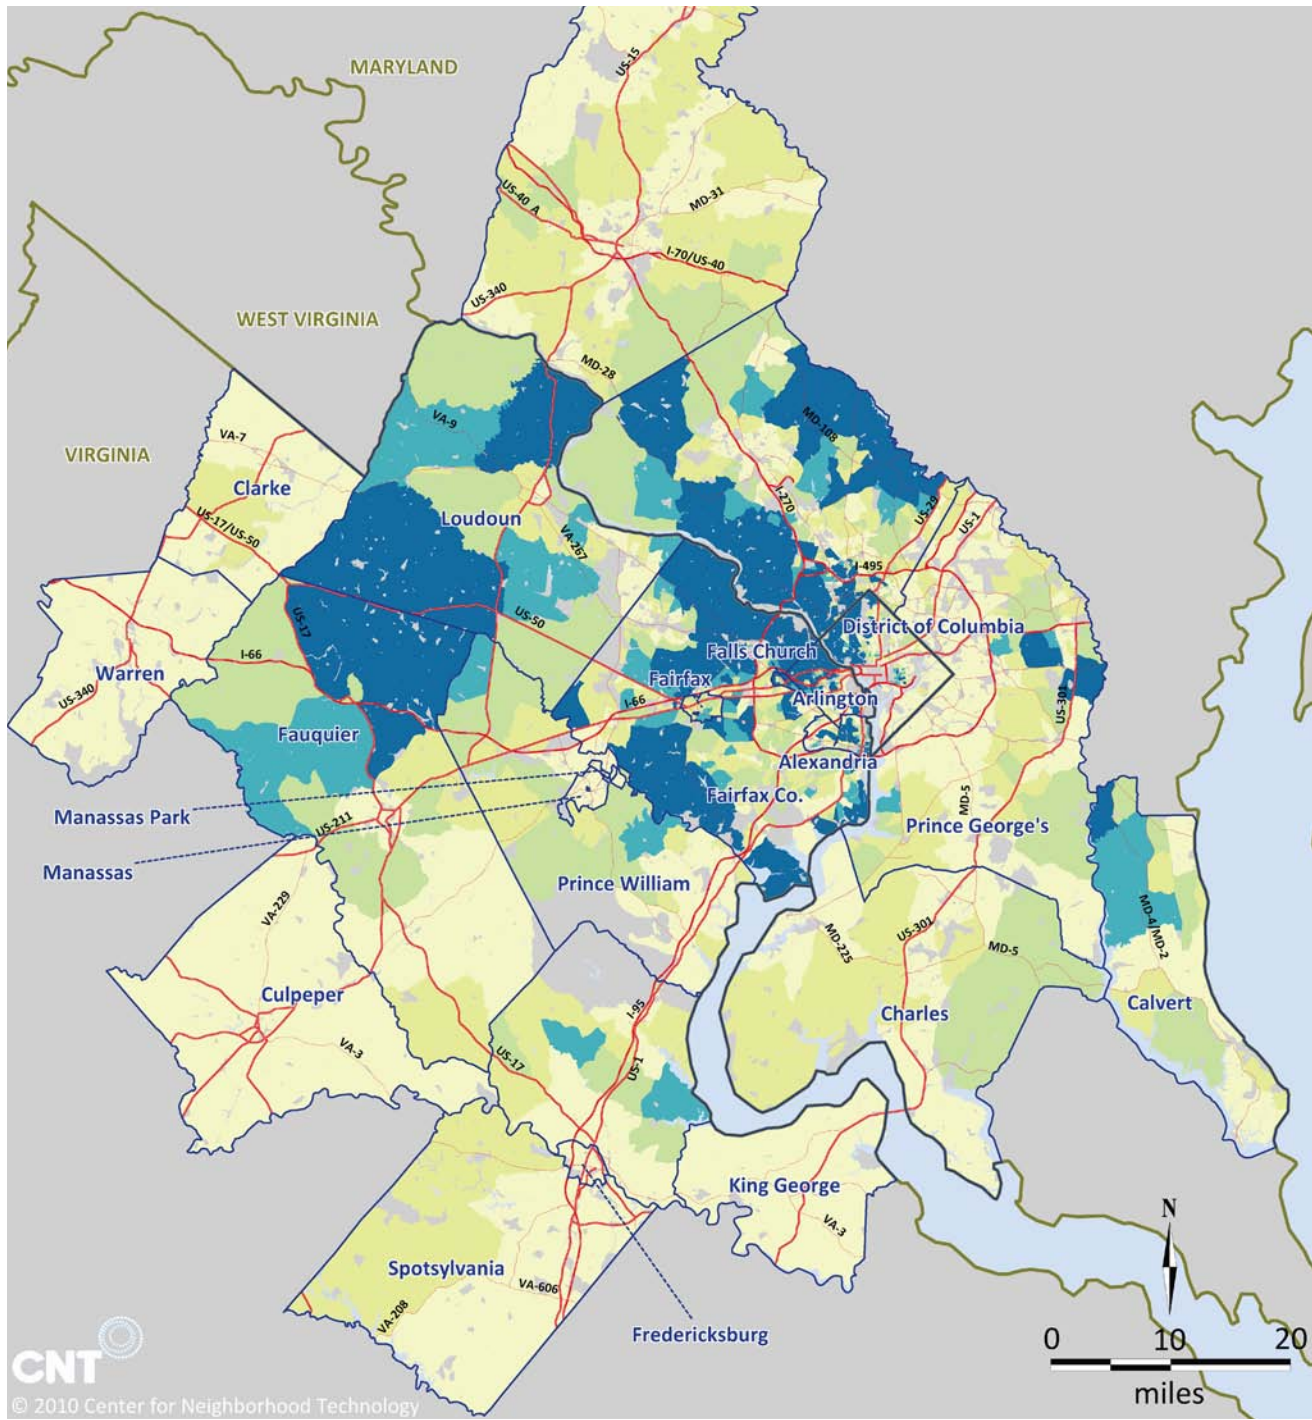 MARYLAND
US-15
US-40 A
MD-31
I-70/US-40
US-340
WEST VIRGINIA
MD-28
VA-9
MD-108
VA-7
VIRGINIA
Clarke
I-270
US-29
US-1
US-17/US-50
Loudoun
VA-267
I-495
US-17
US-50
District of Columbia
Falls Church
I-66
Warren
Fairfax
US-340
I-66
Arlington
US-301
Fauquier
Alexandria
Fairfax Co.
MD-5
Manassas Park
US-211
Prince George's
Manassas
Prince William
VA-229
MD-225
US-301
MD-5
MD-4/MD-2
Culpeper
I-95
Charles
Calvert
VA-3
US-17
US-1
King George
VA-3
N
Spotsylvania
VA-606
VA-208
Fredericksburg
0 10 20
miles
CNT
© 2010 Center for Neighborhood Technology